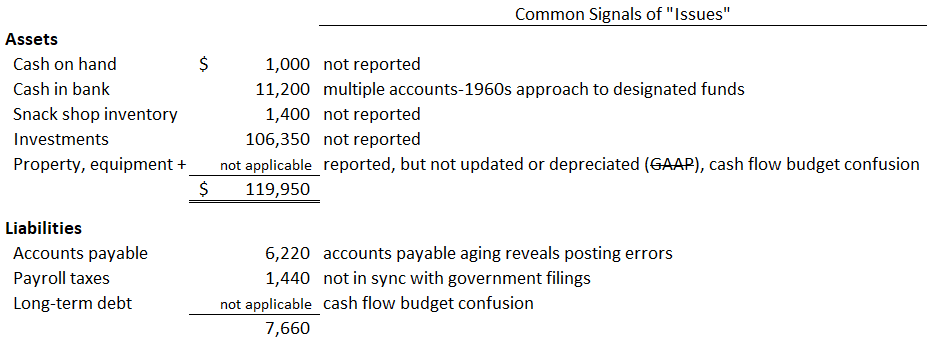 Common Signals of "Issues"
Assets
Cash on hand $ 1,000 not reported
Cash in bank 11,200 multiple accounts-1960s approach to designated funds
Snack shop inventory 1,400 not reported
Investments 106,350 not reported
Property, equipment + not applicable reported, but not updated or depreciated (GAAP), cash flow budget confusion
$ 119,950
Liabilities
Accounts payable 6,220 accounts payable aging reveals posting errors
Payroll taxes 1,440 not in sync with government filings
Long-term debt not applicable cash flow budget confusion
7,660